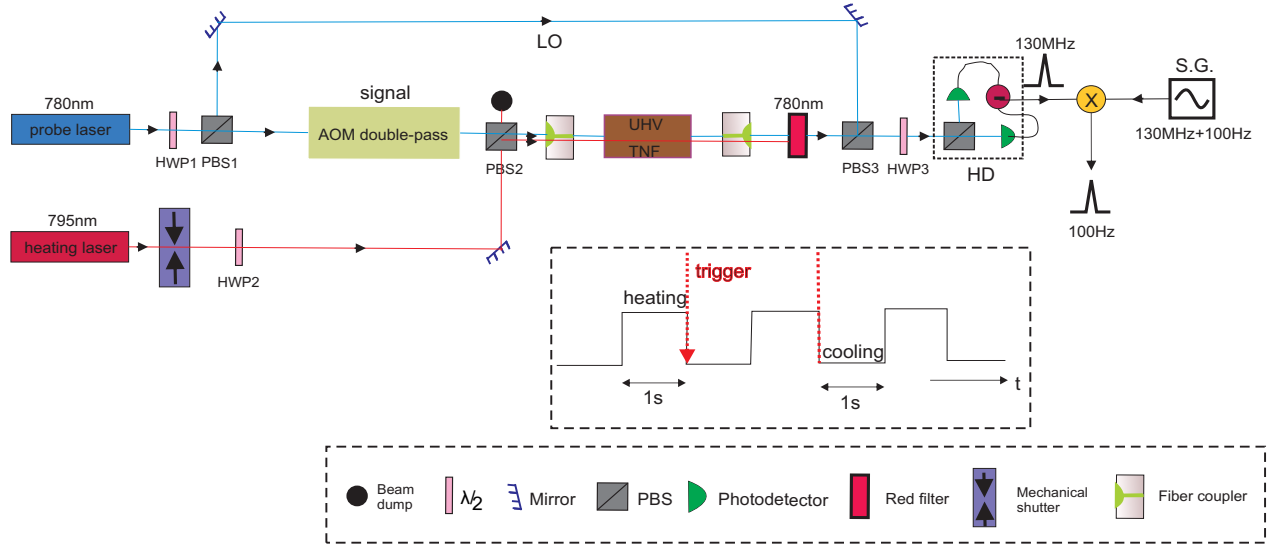 LO
130MHz
S.G.
780nm
signal
780nm
probe laser
AOM double-pass
UHV
TNF
X
130MHz+100Hz
HWP1
PBS1
PBS2
PBS3
HWP3
HD
795nm
heating laser
HWP2
100Hz
trigger
heating
cooling
1s
1s
t
Beam
dump
λ/2
Mirror
PBS
Photodetector
Red filter
Mechanical
shutter
Fiber coupler